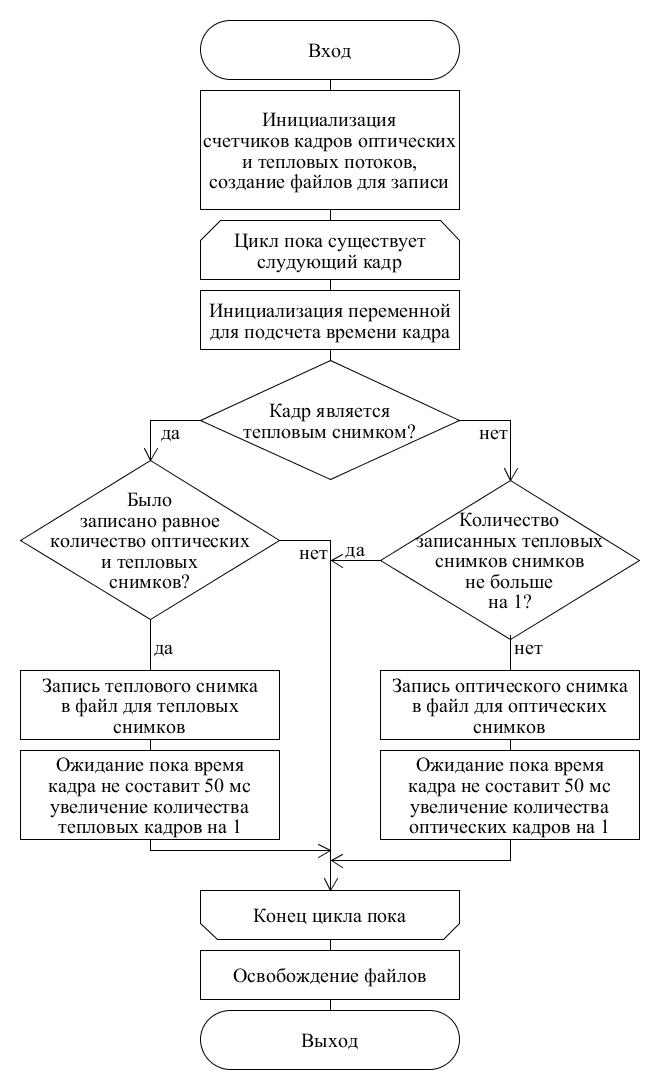 Вход
Инициализация
счетчиков кадров оптических
и тепловых потоков,
создание файлов для записи
Цикл пока существует
слудующий кадр
Инициализация переменной
для подсчета времени кадра
Кадр является
тепловым снимком?
да
нет
Было
записано равное
количество оптических
и тепловых
снимков?
нет
да
Количество
записанных тепловых
снимков снимков
не больше
на 1?
да
нет
Запись теплового снимка
в файл для тепловых
снимков
Запись оптического снимка
в файл для оптических
снимков
Ожидание пока время
кадра не составит 50 мс
увеличение количества
тепловых кадров на 1
Ожидание пока время
кадра не составит 50 мс
увеличение количества
оптических кадров на 1
Конец цикла пока
Освобождение файлов
Выход